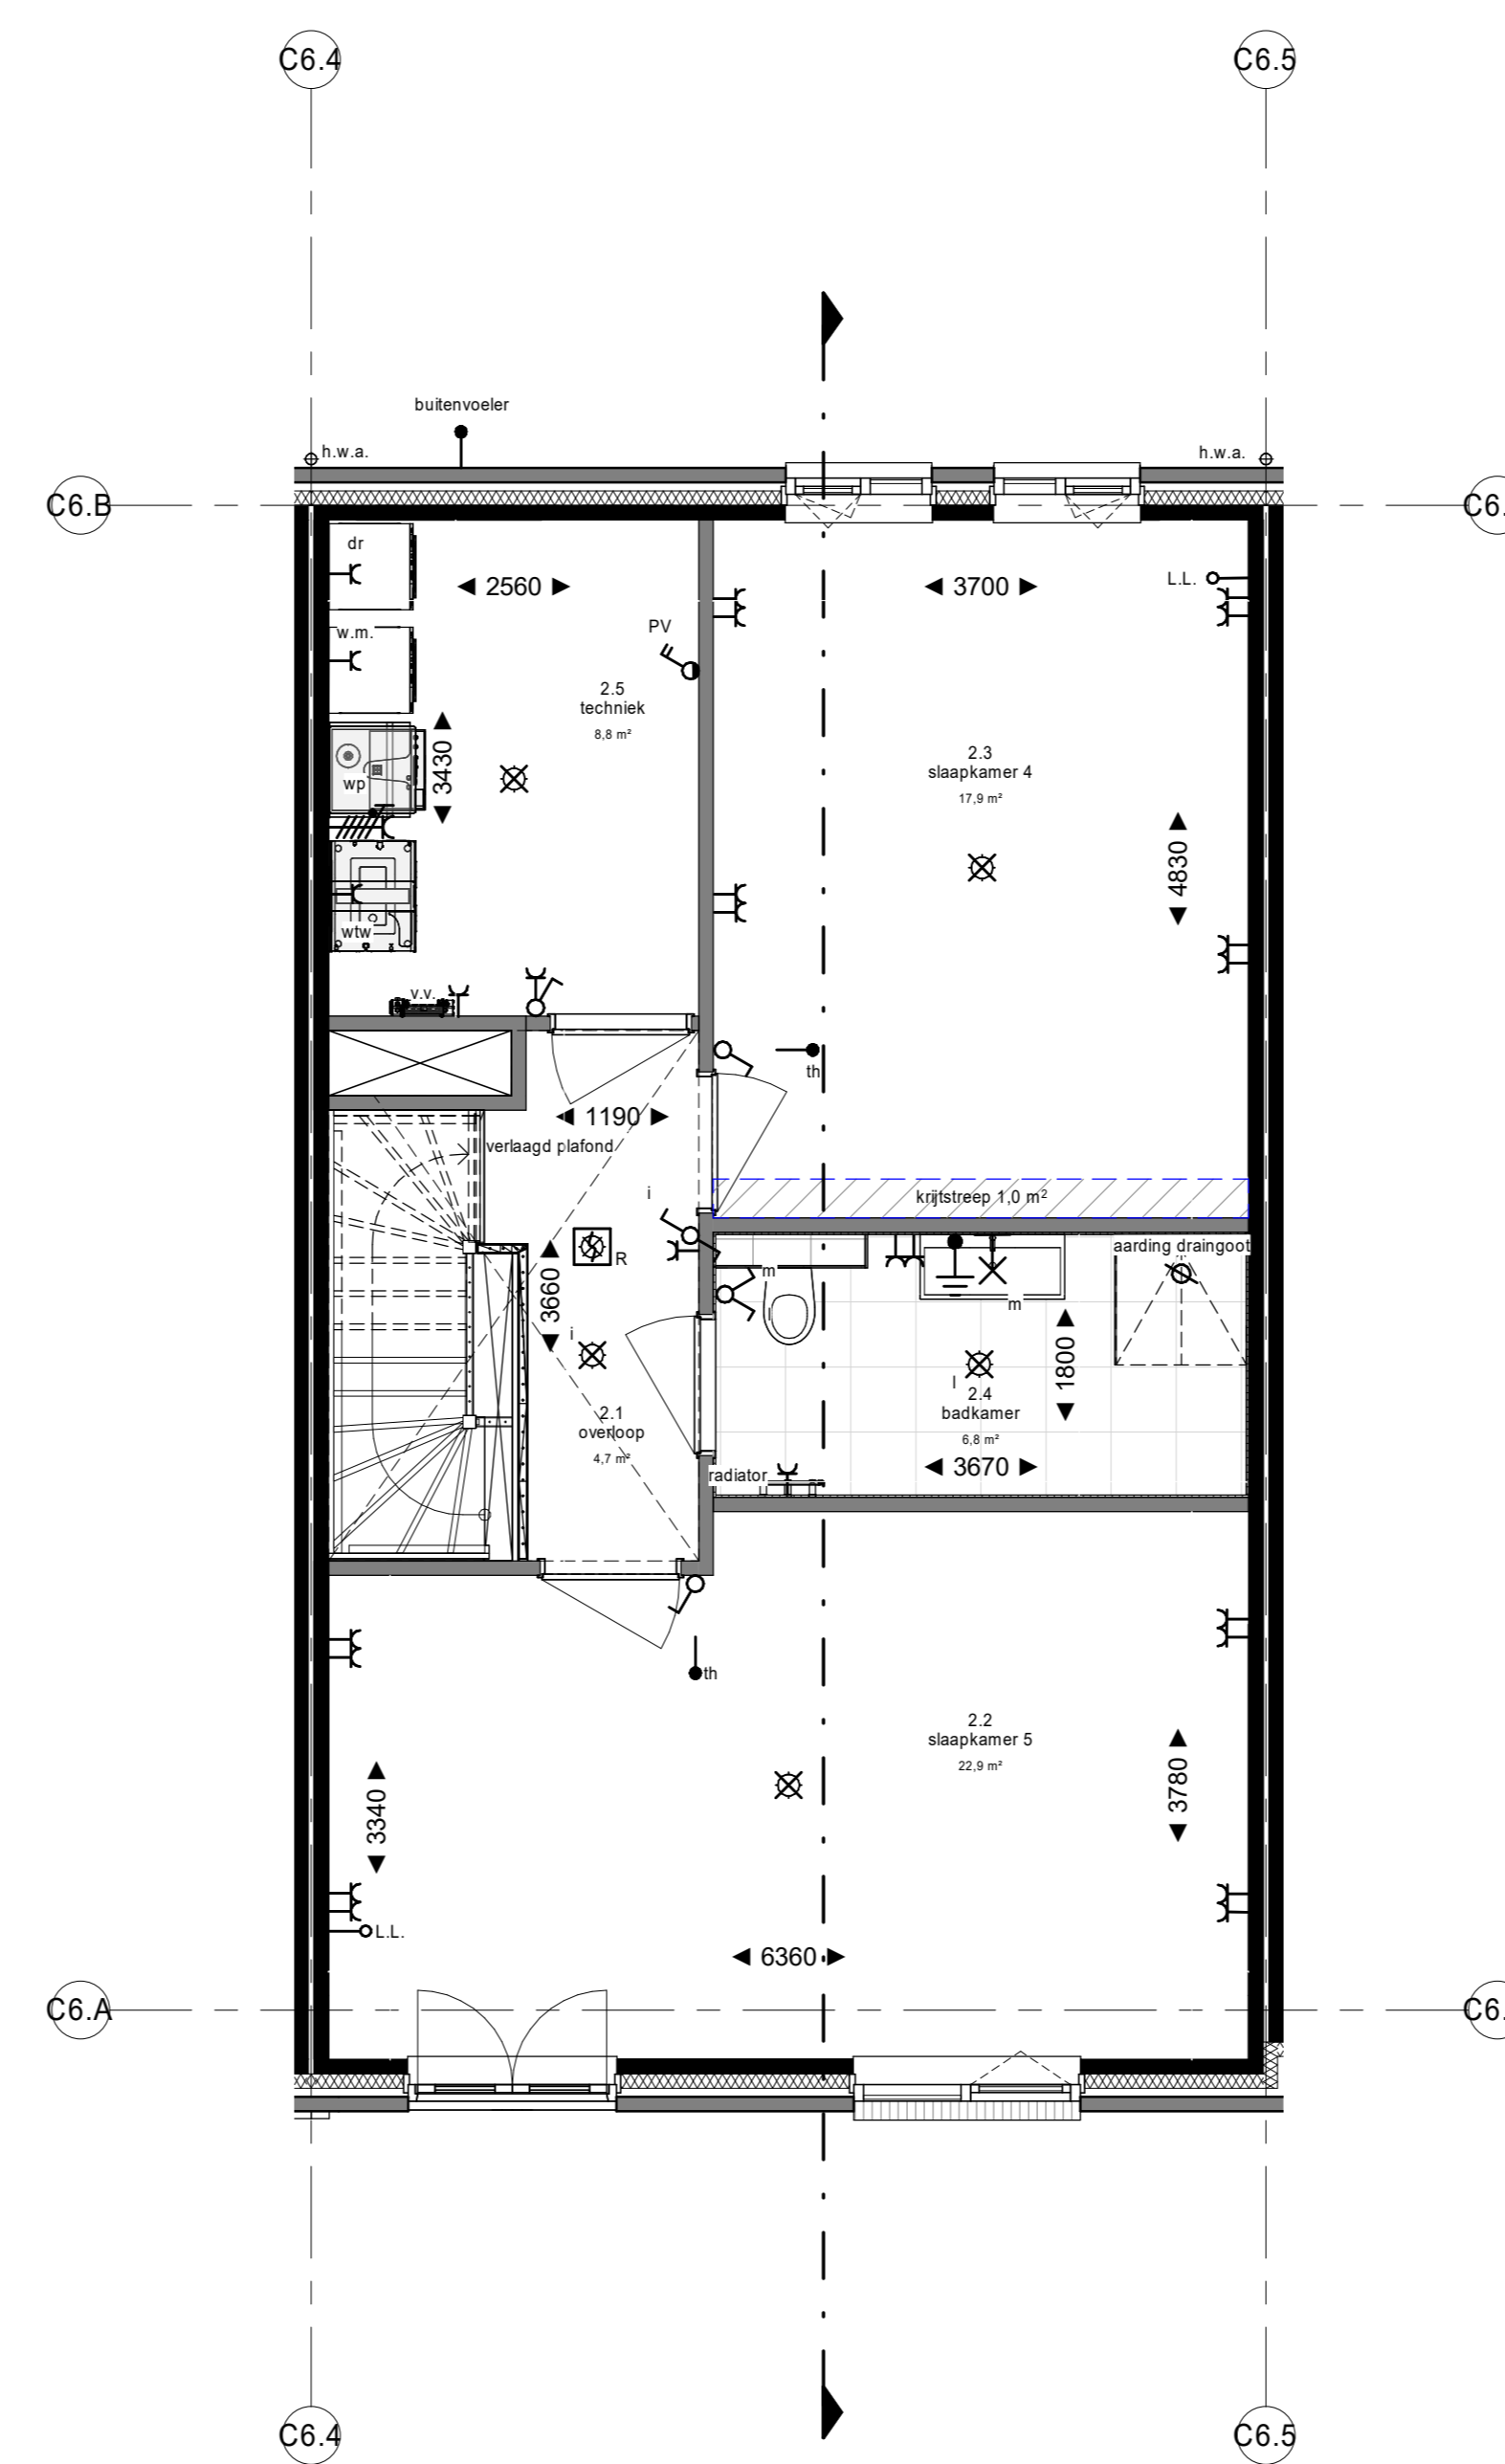 C6.4
C6.5
buitenvoeler
h.w.a.
h.w.a.
C6.B
C6.
dr
2560
3700
L.L.
w.m.
PV
2.5
techniek
8,8 m²
3430
2.3
slaapkamer 4
17,9 m²
wp
4830
wtw
v.v.
th
1190
verlaagd plafond
i
krijtstreep 1,0 m²
R
aarding draingoot
m
m
3660
i
1800
l
2.4
badkamer
6,8 m²
2.1
overloop
4,7 m²
3670
radiator
th
2.2
slaapkamer 5
22,9 m²
3340
3780
L.L.
6360
C6.A
C6.
C6.4
C6.5